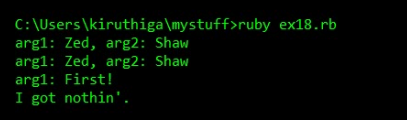 C:\Users\kiruthiga\mystuff>ruby ex18.rb
arg1: Zed, arg2: Shaw
arg1: Zed, arg2: Shaw
arg1: First!
I got nothin'.